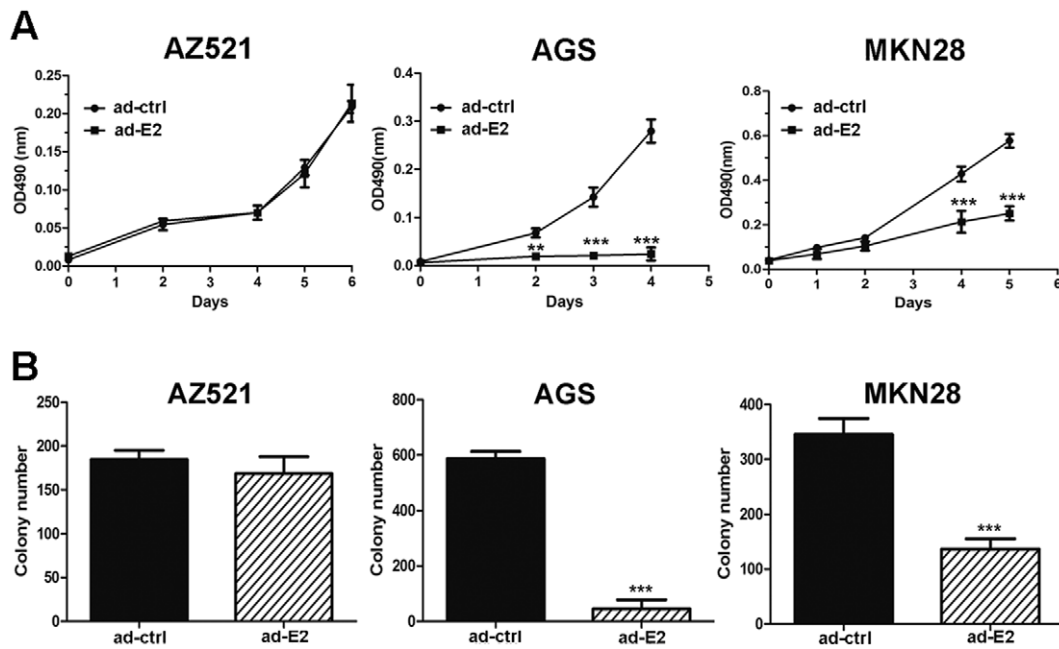 A
AZ521
AGS
MKN28
OD490 (nm)
0.25
0.20
0.15
0.10
0.05
0.00
ad-ctrl
ad-E2
0 1 2 3 4 5 6
Days
OD490(nm)
0.4
0.3
0.2
0.1
0.0
ad-ctrl
ad-E2
** *** ***
0 1 2 3 4 5
Days
OD490(nm)
0.8
0.6
0.4
0.2
0.0
ad-ctrl
ad-E2
*** ***
0 1 2 3 4 5 6
Days
B
AZ521
AGS
MKN28
Colony number
250
200
150
100
50
0
ad-ctrl ad-E2
Colony number
800
600
400
200
0
***
ad-ctrl ad-E2
Colony number
400
300
200
100
0
***
ad-ctrl ad-E2